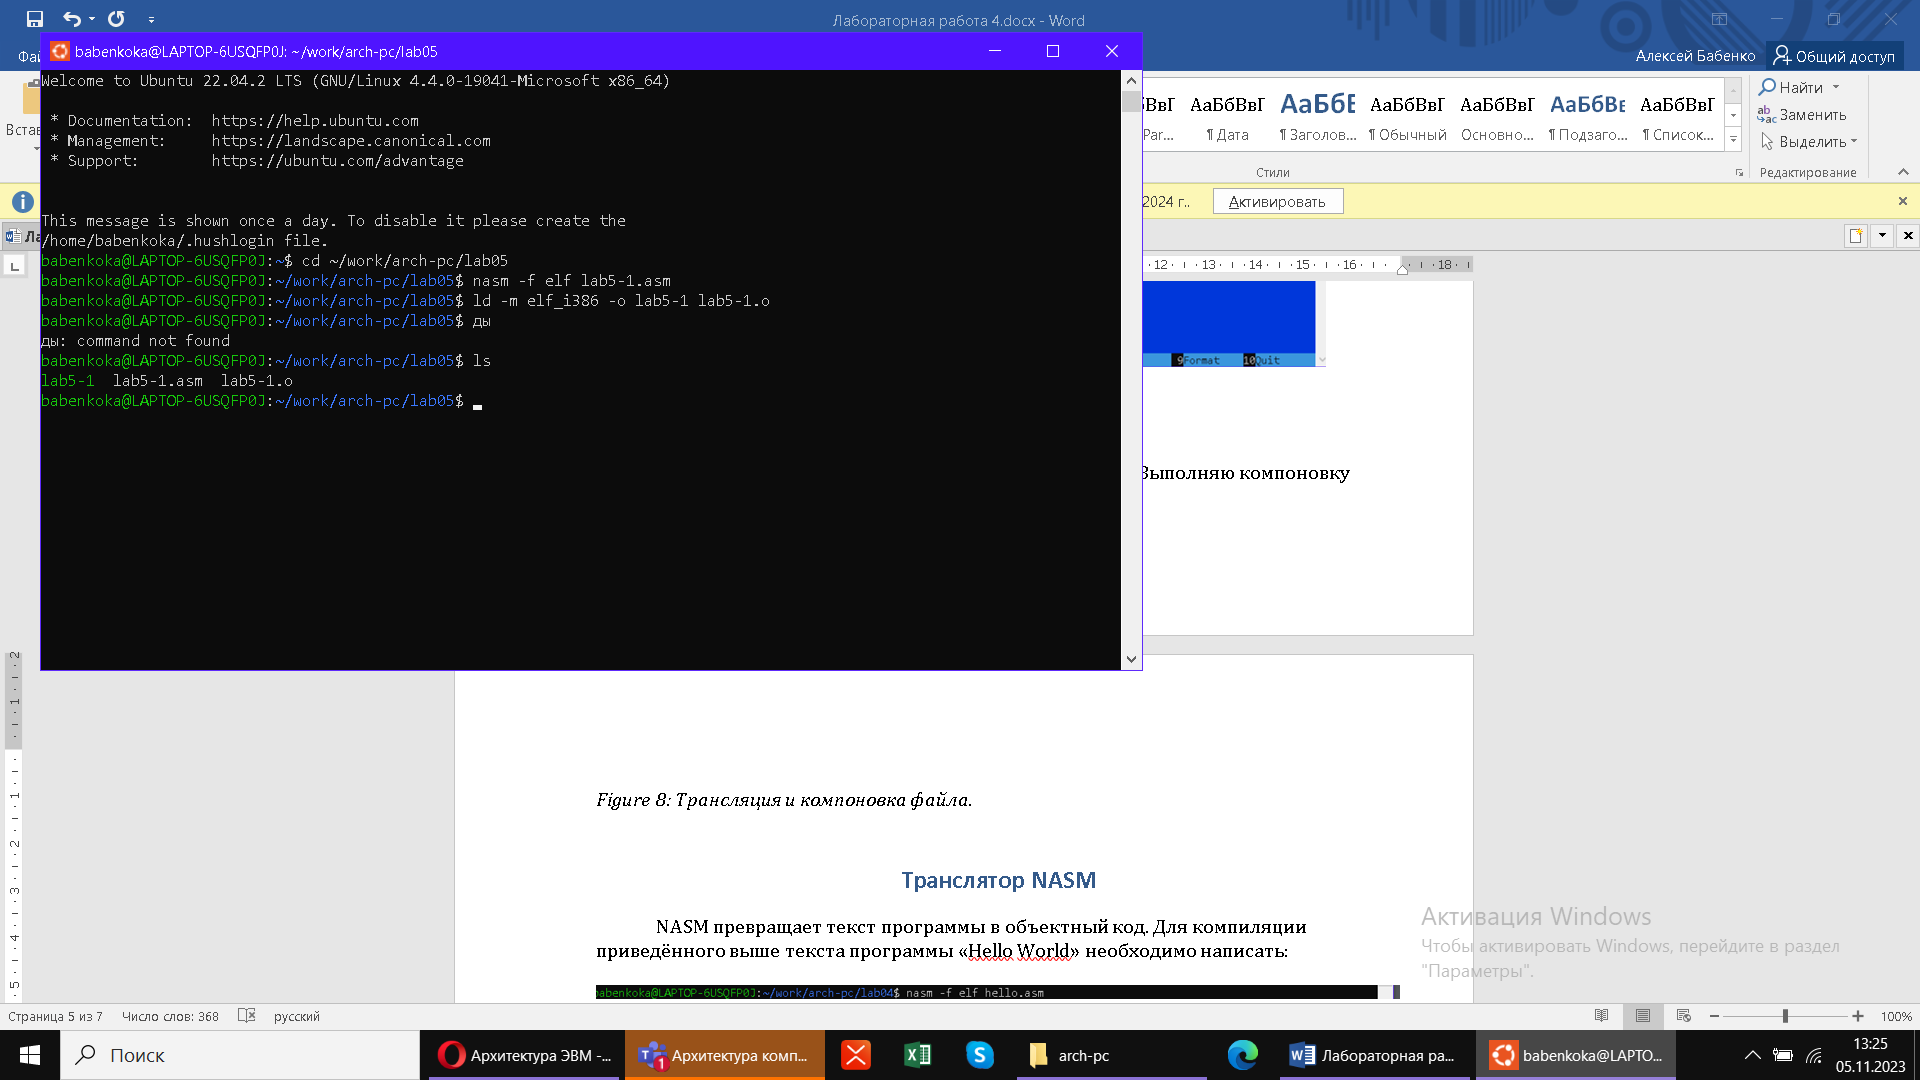 Лабораторная работа 4.docx - Word
Алексей Бабенко
Общий доступ
babenkoka@LAPTOP-6USQFP0J: ~/work/arch-pc/lab05
Welcome to Ubuntu 22.04.2 LTS (GNU/Linux 4.4.0-19041-Microsoft x86_64)
* Documentation: https://help.ubuntu.com
* Management: https://landscape.canonical.com
* Support: https://ubuntu.com/advantage
This message is shown once a day. To disable it please create the
/home/babenkoka/.hushlogin file.
babenkoka@LAPTOP-6USQFP0J:~$ cd ~/work/arch-pc/lab05
babenkoka@LAPTOP-6USQFP0J:~/work/arch-pc/lab05$ nasm -f elf lab5-1.asm
babenkoka@LAPTOP-6USQFP0J:~/work/arch-pc/lab05$ ld -m elf_i386 -o lab5-1 lab5-1.o
babenkoka@LAPTOP-6USQFP0J:~/work/arch-pc/lab05$ ды
ды: command not found
babenkoka@LAPTOP-6USQFP0J:~/work/arch-pc/lab05$ ls
lab5-1 lab5-1.asm lab5-1.o
babenkoka@LAPTOP-6USQFP0J:~/work/arch-pc/lab05$
АаБбВвГ АаБбВвГ АаБбВвГ АаБбВв АаБбВвГ
¶ Дата ¶ Заголов... ¶ Обычный Основно... ¶ Подзаго... ¶ Список...
Стили
Найти
Заменить
Выделить
Редактирование
2024 г.. Активировать
12 13 14 15 16 18
9Format 10Quit
Выполняю компоновку
Figure 8: Трансляция и компоновка файла.
Транслятор NASM
NASM превращает текст программы в объектный код. Для компиляции
приведённого выше текста программы «Hello World» необходимо написать:
babenkoka@LAPTOP-6USQFP0J:~/work/arch-pc/lab04$ nasm -f elf hello.asm
Активация Windows
Чтобы активировать Windows, перейдите в раздел
"Параметры".
Страница 5 из 7 Число слов: 368 русский
100%
Поиск
Архитектура ЭВМ -...
Архитектура комп...
arch-pc
Лабораторная ра...
babenkoka@LAPTO...
13:25
05.11.2023